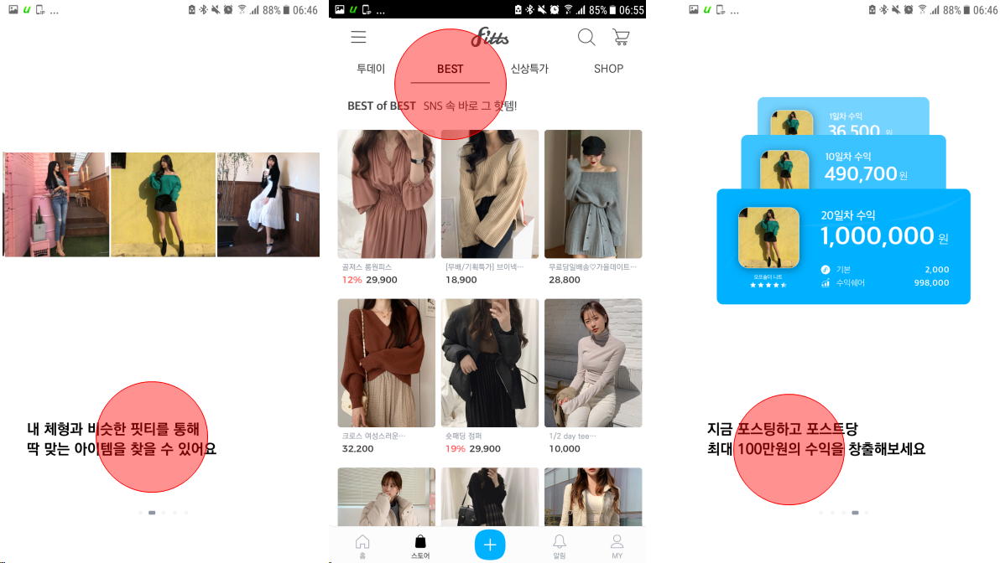 88% 06:46
내 체형과 비슷한 핏티를 통해
딱 맞는 아이템을 찾을 수 있어요
85% 06:55
fitts
투데이 BEST 신상특가 SHOP
BEST of BEST SNS 속 바로 그 핫템!
골져스 롱원피스
12% 29,900
[무배/기획특가] 브이넥…
18,900
무료당일배송♡가을데이트…
28,800
크로스 여성스러운…
32,200
숏패딩 점퍼
19% 29,900
1/2 day tee…
10,000
홈 스토어 알림 MY
88% 06:46
1일차 수익
36,500 원
10일차 수익
490,700 원
20일차 수익
1,000,000 원
오프숄더 니트
기본 2,000
수익쉐어 998,000
지금 포스팅하고 포스트당
최대 100만원의 수익을 창출해보세요